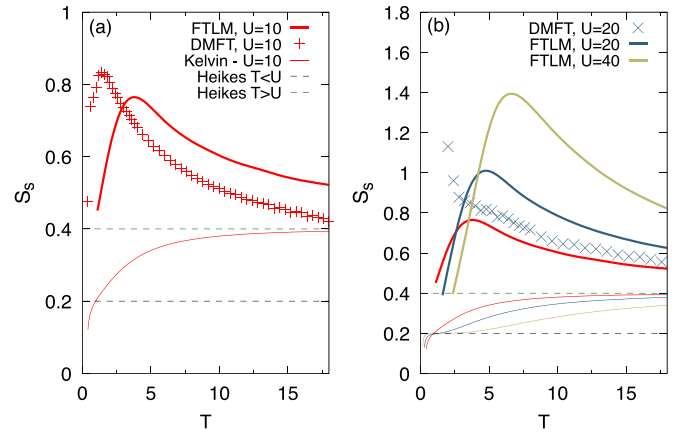 (a)
FTLM, U=10
DMFT, U=10
Kelvin - U=10
Heikes T<U
Heikes T>U
S_s
1
0.8
0.6
0.4
0.2
0
0 5 10 15
T
(b)
DMFT, U=20
FTLM, U=20
FTLM, U=40
S_s
1.8
1.6
1.4
1.2
1
0.8
0.6
0.4
0.2
0
0 5 10 15
T